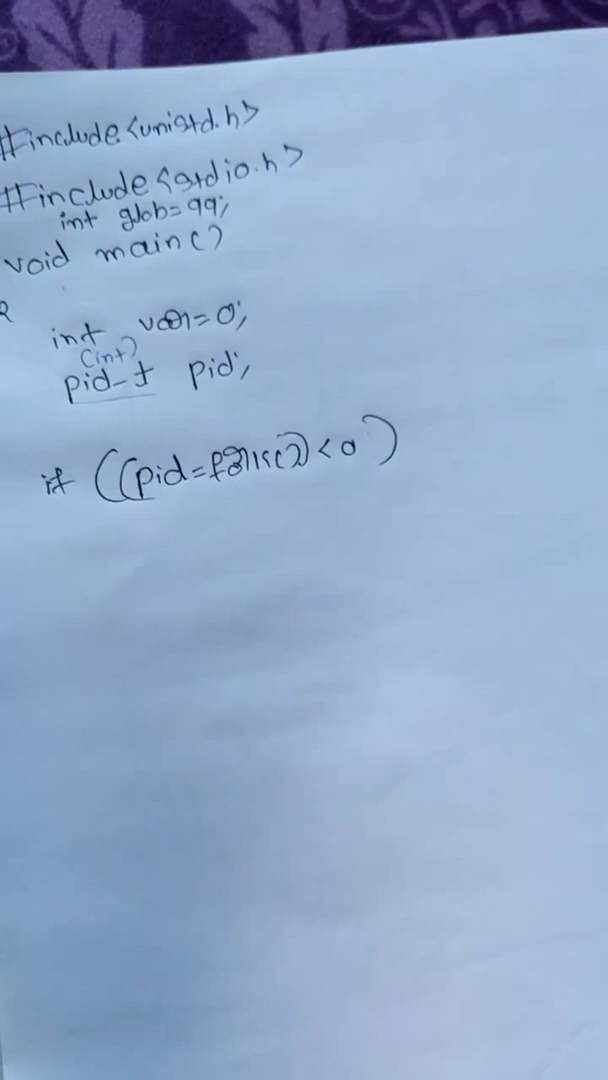 #include<unistd.h>
#include<stdio.h>
int glob=99;
void main()
{
int var=0;
(int)
pid_t pid;
if ((pid=fork())<0)